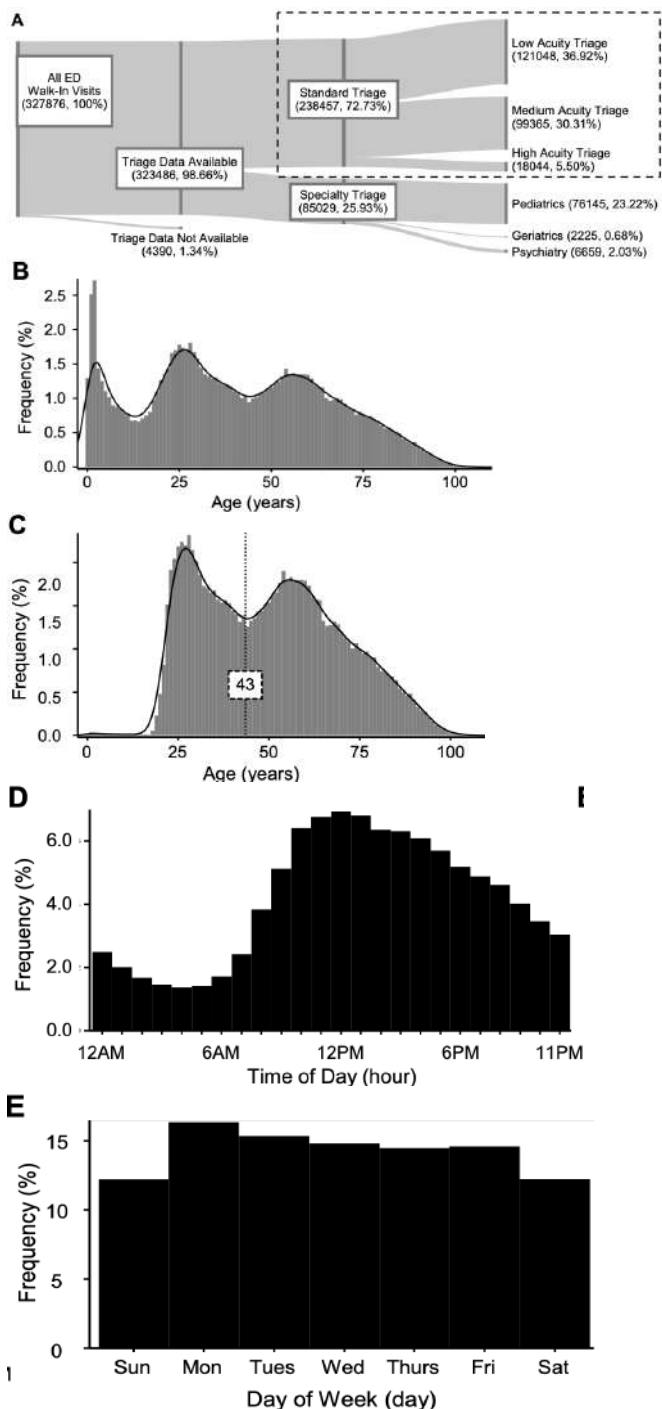 A
All ED
Walk-In Visits
(327876, 100%)
Triage Data Available
(323486, 98.66%)
Triage Data Not Available
(4390, 1.34%)
Standard Triage
(238457, 72.73%)
Specialty Triage
(85029, 25.93%)
Low Acuity Triage
(121048, 36.92%)
Medium Acuity Triage
(99365, 30.31%)
High Acuity Triage
(18044, 5.50%)
Pediatrics (76145, 23.22%)
Geriatrics (2225, 0.68%)
Psychiatry (6659, 2.03%)
B
Frequency (%)
2.5
2.0
1.5
1.0
0.5
0.0
0 25 50 75 100
Age (years)
C
Frequency (%)
2.0
1.5
1.0
0.5
0.0
43
0 25 50 75 100
Age (years)
D
Frequency (%)
6.0
4.0
2.0
0.0
12AM 6AM 12PM 6PM 11PM
Time of Day (hour)
E
Frequency (%)
15
10
5
0
Sun Mon Tues Wed Thurs Fri Sat
Day of Week (day)